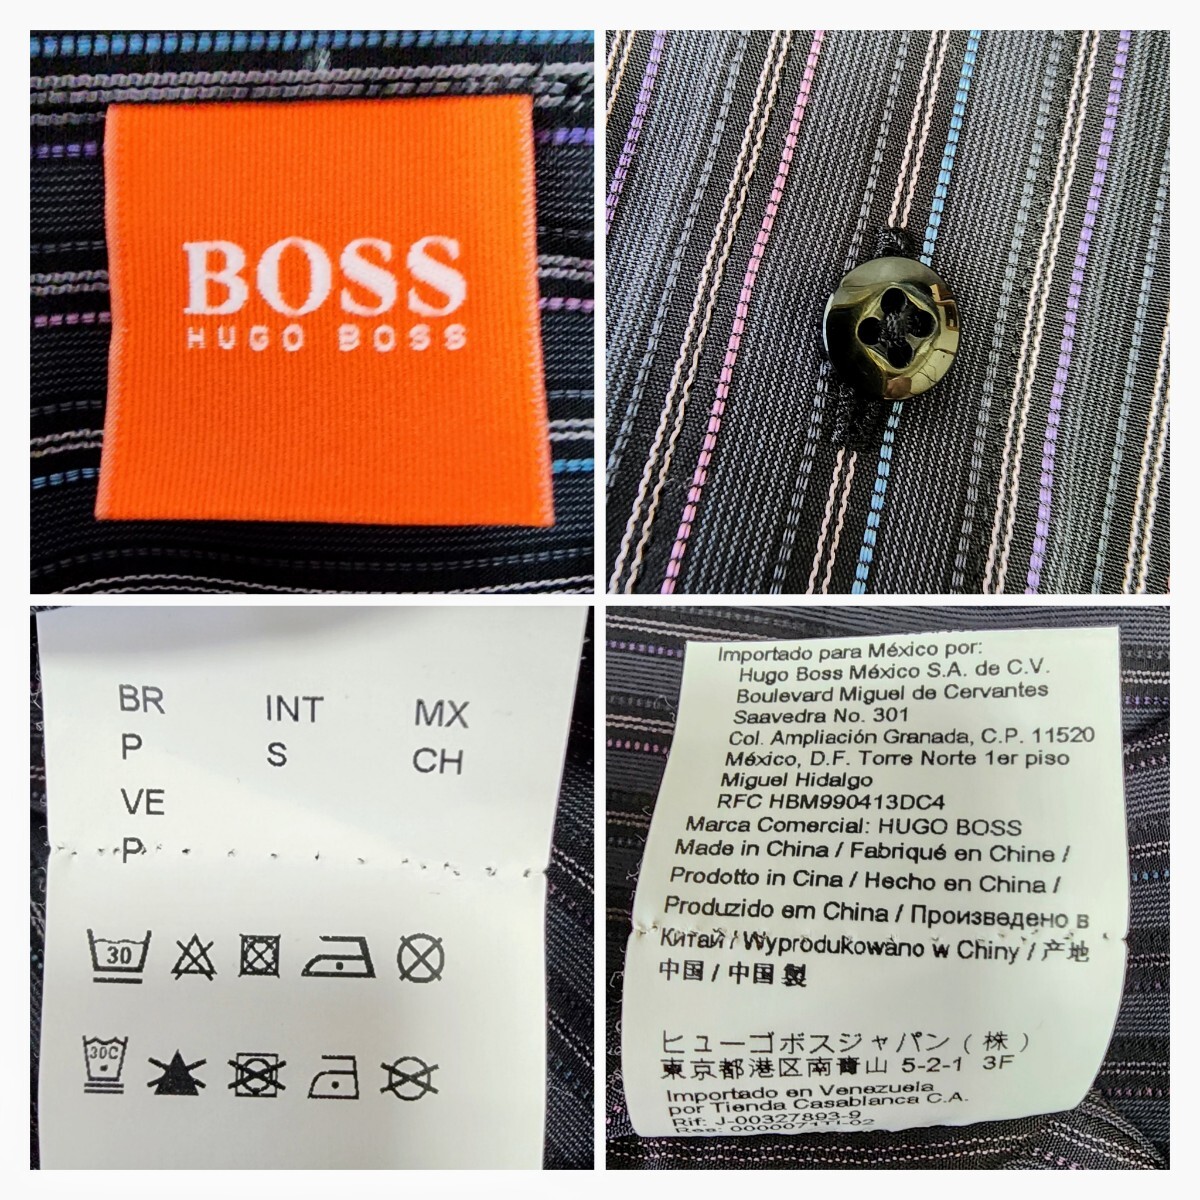 BOSS
HUGO BOSS
BR INT MX
P S CH
VE
P
30
30C
Importado para México por:
Hugo Boss México S.A. de C.V.
Boulevard Miguel de Cervantes
Saavedra No. 301
Col. Ampliación Granada, C.P. 11520
México, D.F. Torre Norte 1er piso
Miguel Hidalgo
RFC HBM990413DC4
Marca Comercial: HUGO BOSS
Made in China / Fabriqué en Chine /
Prodotto in Cina / Hecho en China /
Produzido em China / Произведено в
Китай / Wyprodukowano w Chiny / 产地
中国 / 中国 製
ヒューゴボスジャパン ( 株 )
東京都港区南青山 5-2-1 3F
Importado en Venezuela
por Tienda Casablanca C.A.
Rif: J-00327893-9